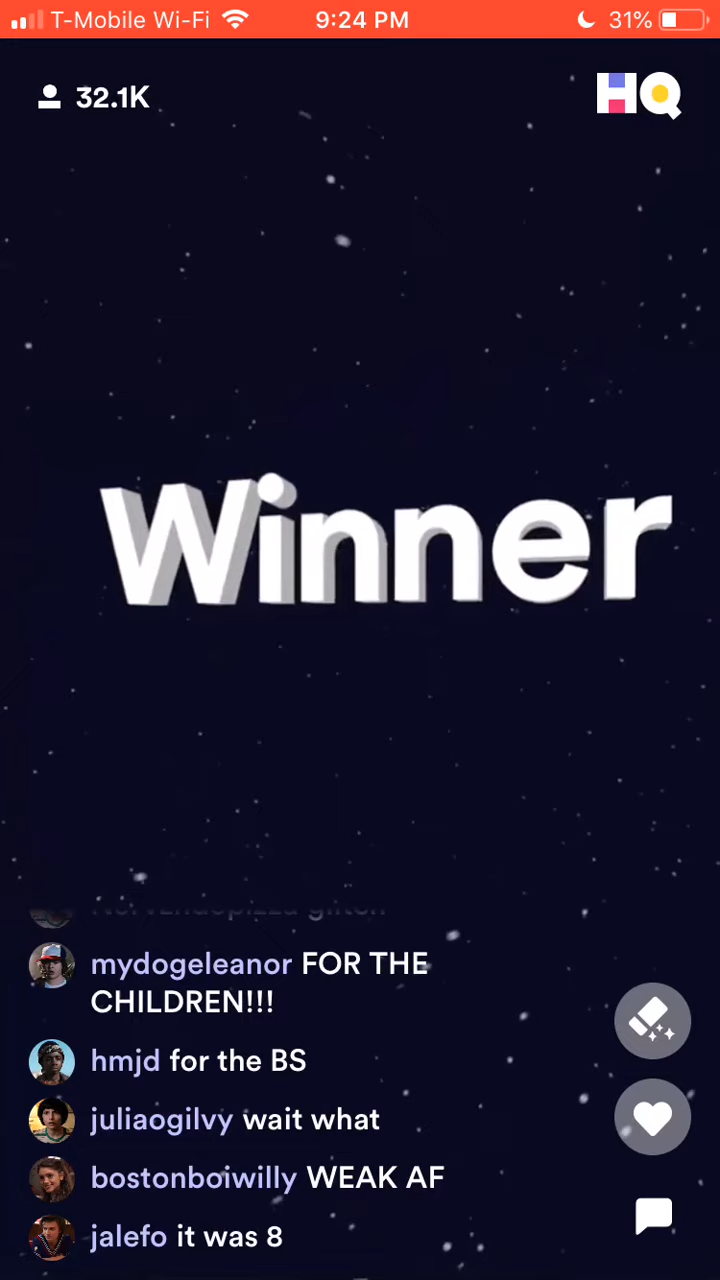 T-Mobile Wi-Fi 9:24 PM 31%
32.1K HQ
Winner
mydogeleanor FOR THE
CHILDREN!!!
hmjd for the BS
juliaogilvy wait what
bostonboiwilly WEAK AF
jalefo it was 8